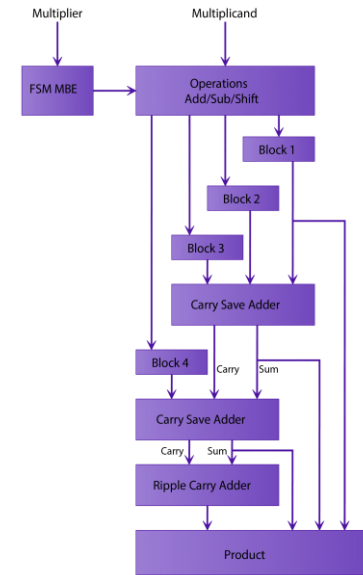 Multiplier
Multiplicand
FSM MBE
Operations
Add/Sub/Shift
Block 1
Block 2
Block 3
Carry Save Adder
Block 4
Carry
Sum
Carry Save Adder
Carry
Sum
Ripple Carry Adder
Product